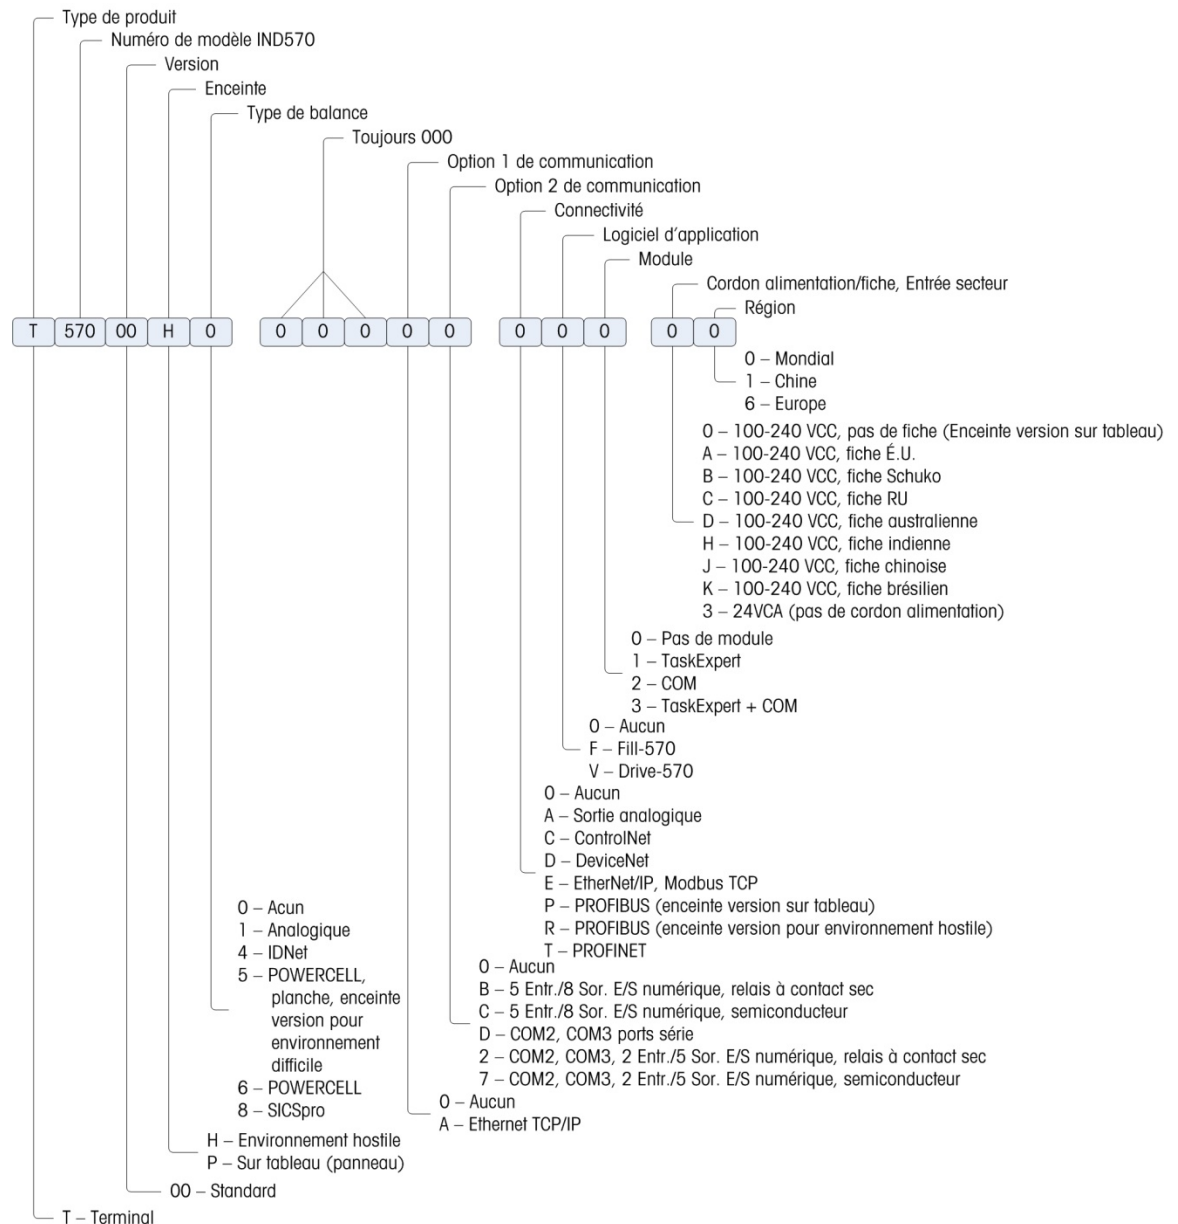 Type de produit
Numéro de modèle IND570
Version
Enceinte
Type de balance
Toujours 000
Option 1 de communication
Option 2 de communication
Connectivité
Logiciel d'application
Module
Cordon alimentation/fiche, Entrée secteur
Région
T 570 00 H 0 0 0 0 0 0 0 0 0 0 0
0 – Mondial
1 – Chine
6 – Europe
0 – 100-240 VCC, pas de fiche (Enceinte version sur tableau)
A – 100-240 VCC, fiche É.U.
B – 100-240 VCC, fiche Schuko
C – 100-240 VCC, fiche RU
D – 100-240 VCC, fiche australienne
H – 100-240 VCC, fiche indienne
J – 100-240 VCC, fiche chinoise
K – 100-240 VCC, fiche brésilien
3 – 24VCA (pas de cordon alimentation)
0 – Pas de module
1 – TaskExpert
2 – COM
3 – TaskExpert + COM
0 – Aucun
F – Fill-570
V – Drive-570
0 – Aucun
A – Sortie analogique
C – ControlNet
D – DeviceNet
E – EtherNet/IP, Modbus TCP
P – PROFIBUS (enceinte version sur tableau)
R – PROFIBUS (enceinte version pour environnement hostile)
T – PROFINET
0 – Aucun
B – 5 Entr./8 Sor. E/S numérique, relais à contact sec
C – 5 Entr./8 Sor. E/S numérique, semiconducteur
D – COM2, COM3 ports série
2 – COM2, COM3, 2 Entr./5 Sor. E/S numérique, relais à contact sec
7 – COM2, COM3, 2 Entr./5 Sor. E/S numérique, semiconducteur
0 – Aucun
A – Ethernet TCP/IP
0 – Acun
1 – Analogique
4 – IDNet
5 – POWERCELL,
planche, enceinte
version pour
environnement
difficile
6 – POWERCELL
8 – SICSpro
H – Environnement hostile
P – Sur tableau (panneau)
00 – Standard
T – Terminal